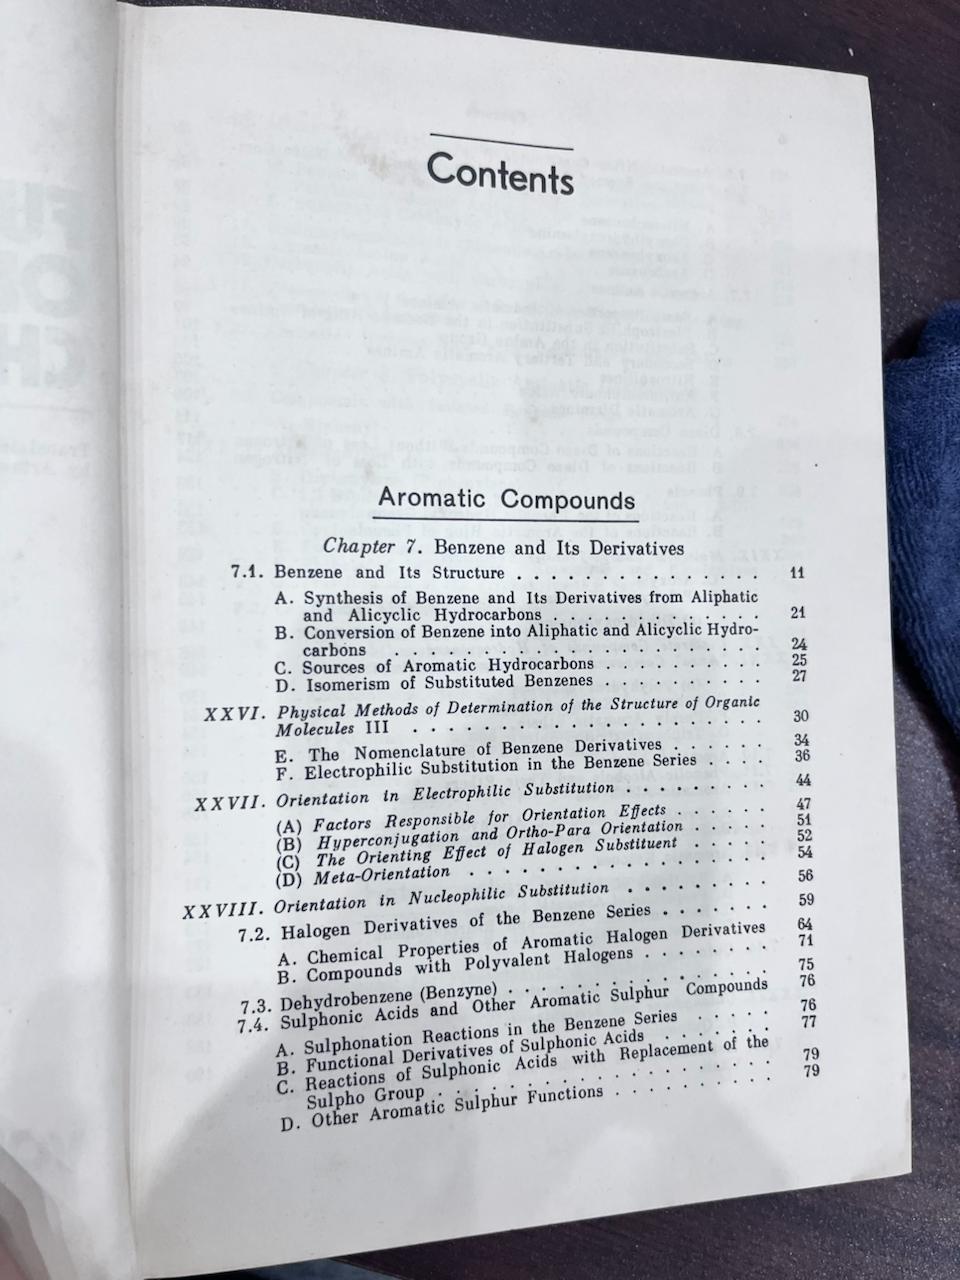 Contents
Aromatic Compounds
Chapter 7. Benzene and Its Derivatives
7.1. Benzene and Its Structure . . . . . . . . . . . . . . . 11
A. Synthesis of Benzene and Its Derivatives from Aliphatic
and Alicyclic Hydrocarbons . . . . . . . . . . . . . 21
B. Conversion of Benzene into Aliphatic and Alicyclic Hydro-
carbons . . . . . . . . . . . . . . . . . . . 24
C. Sources of Aromatic Hydrocarbons . . . . . . . . . . 25
D. Isomerism of Substituted Benzenes . . . . . . . . . . 27
XXVI. Physical Methods of Determination of the Structure of Organic
Molecules III . . . . . . . . . . . . . . . . . . 30
E. The Nomenclature of Benzene Derivatives . . . . . . 34
F. Electrophilic Substitution in the Benzene Series . . . . 36
XXVII. Orientation in Electrophilic Substitution . . . . . . . . . 44
(A) Factors Responsible for Orientation Effects . . . . . . 47
(B) Hyperconjugation and Ortho-Para Orientation . . . . . 51
(C) The Orienting Effect of Halogen Substituent . . . . . 52
(D) Meta-Orientation . . . . . . . . . . . . . . . . 54
XXVIII. Orientation in Nucleophilic Substitution . . . . . . . . . 56
7.2. Halogen Derivatives of the Benzene Series . . . . . . . 59
A. Chemical Properties of Aromatic Halogen Derivatives 64
B. Compounds with Polyvalent Halogens . . . . . . . . 71
7.3. Dehydrobenzene (Benzyne) . . . . . . . . . . . . . . 75
7.4. Sulphonic Acids and Other Aromatic Sulphur Compounds 76
A. Sulphonation Reactions in the Benzene Series . . . . . 76
B. Functional Derivatives of Sulphonic Acids . . . . . . 77
C. Reactions of Sulphonic Acids with Replacement of the
Sulpho Group . . . . . . . . . . . . . . . . . 79
D. Other Aromatic Sulphur Functions . . . . . . . . . . 79